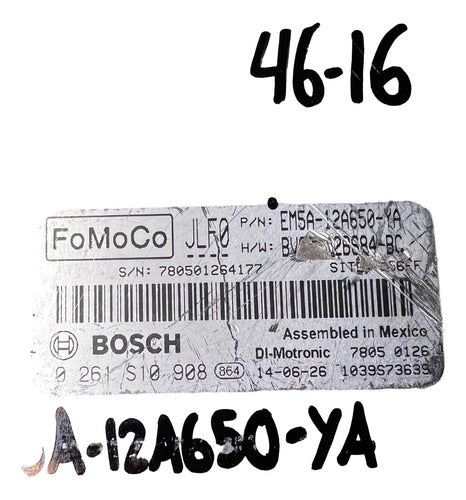 46-16
FoMoCo JLF0 P/N: EM5A-12A650-YA
H/W:
S/N: 780501264177
BOSCH Assembled in Mexico
DI-Motronic 7805 0126
0 261 S10 908 864 14-06-26 1039S73639
A-12A650-YA